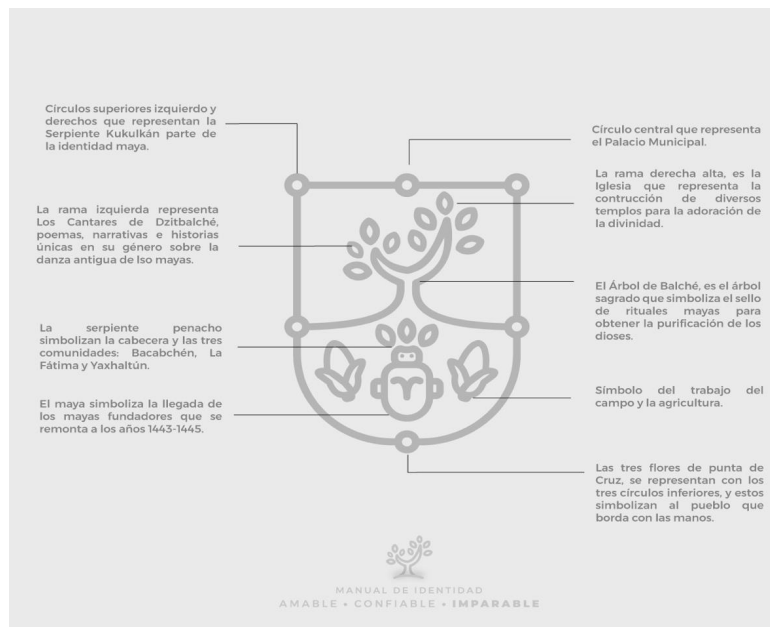 Círculos superiores izquierdo y
derechos que representan la
Serpiente Kukulkán parte de
la identidad maya.
La rama izquierda representa
Los Cantares de Dzitbalché,
poemas, narrativas e historias
únicas en su género sobre la
danza antigua de lso mayas.
La serpiente penacho
simbolizan la cabecera y las tres
comunidades: Bacabchén, La
Fátima y Yaxhaltún.
El maya simboliza la llegada de
los mayas fundadores que se
remonta a los años 1443-1445.
Círculo central que representa
el Palacio Municipal.
La rama derecha alta, es la
Iglesia que representa la
contrucción de diversos
templos para la adoración de
la divinidad.
El Árbol de Balché, es el árbol
sagrado que simboliza el sello
de rituales mayas para
obtener la purificación de los
dioses.
Símbolo del trabajo del
campo y la agricultura.
Las tres flores de punta de
Cruz, se representan con los
tres círculos inferiores, y estos
simbolizan al pueblo que
borda con las manos.
MANUAL DE IDENTIDAD
AMABLE • CONFIABLE • IMPARABLE